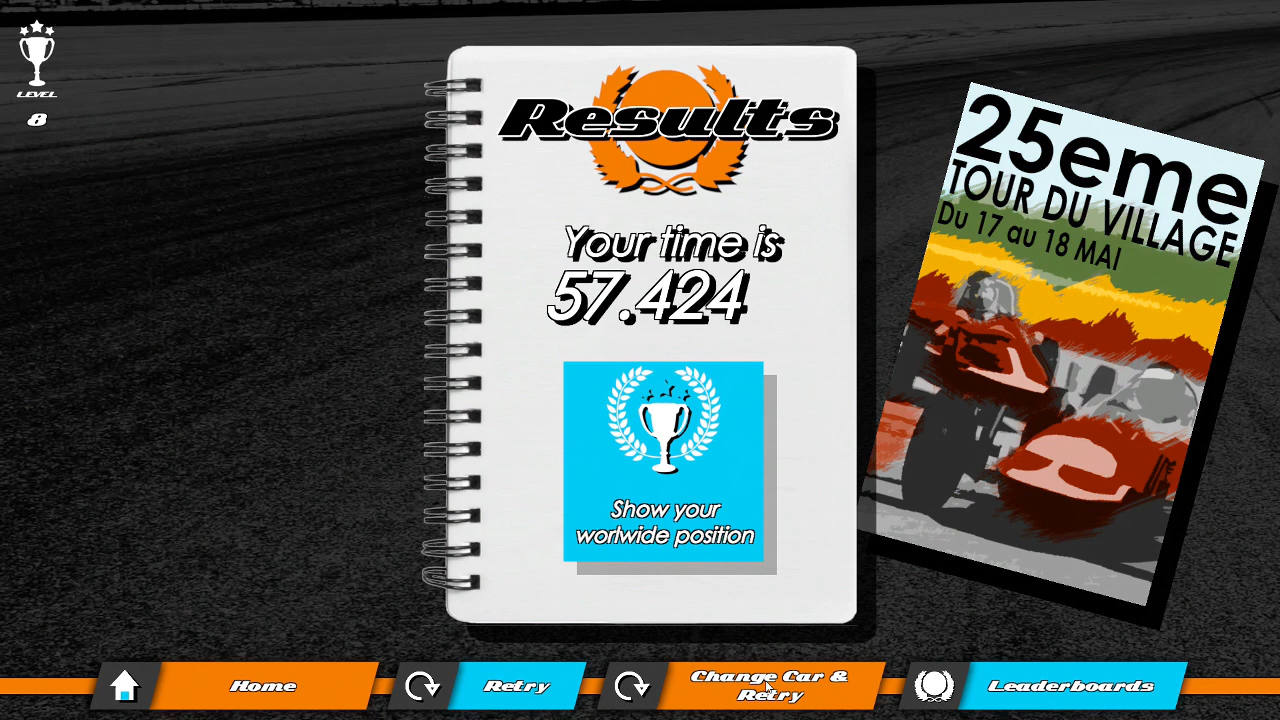 LEVEL
8
Results
Your time is
57.424
Show your
worlwide position
25eme
TOUR DU VILLAGE
Du 17 au 18 MAI
Home
Retry
Change Car &
Retry
Leaderboards